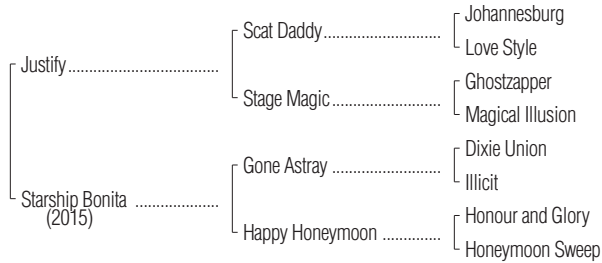 Johannesburg
Scat Daddy
Love Style
Justify
Ghostzapper
Stage Magic
Magical Illusion
Dixie Union
Gone Astray
Illicit
Starship Bonita
(2015)
Honour and Glory
Happy Honeymoon
Honeymoon Sweep